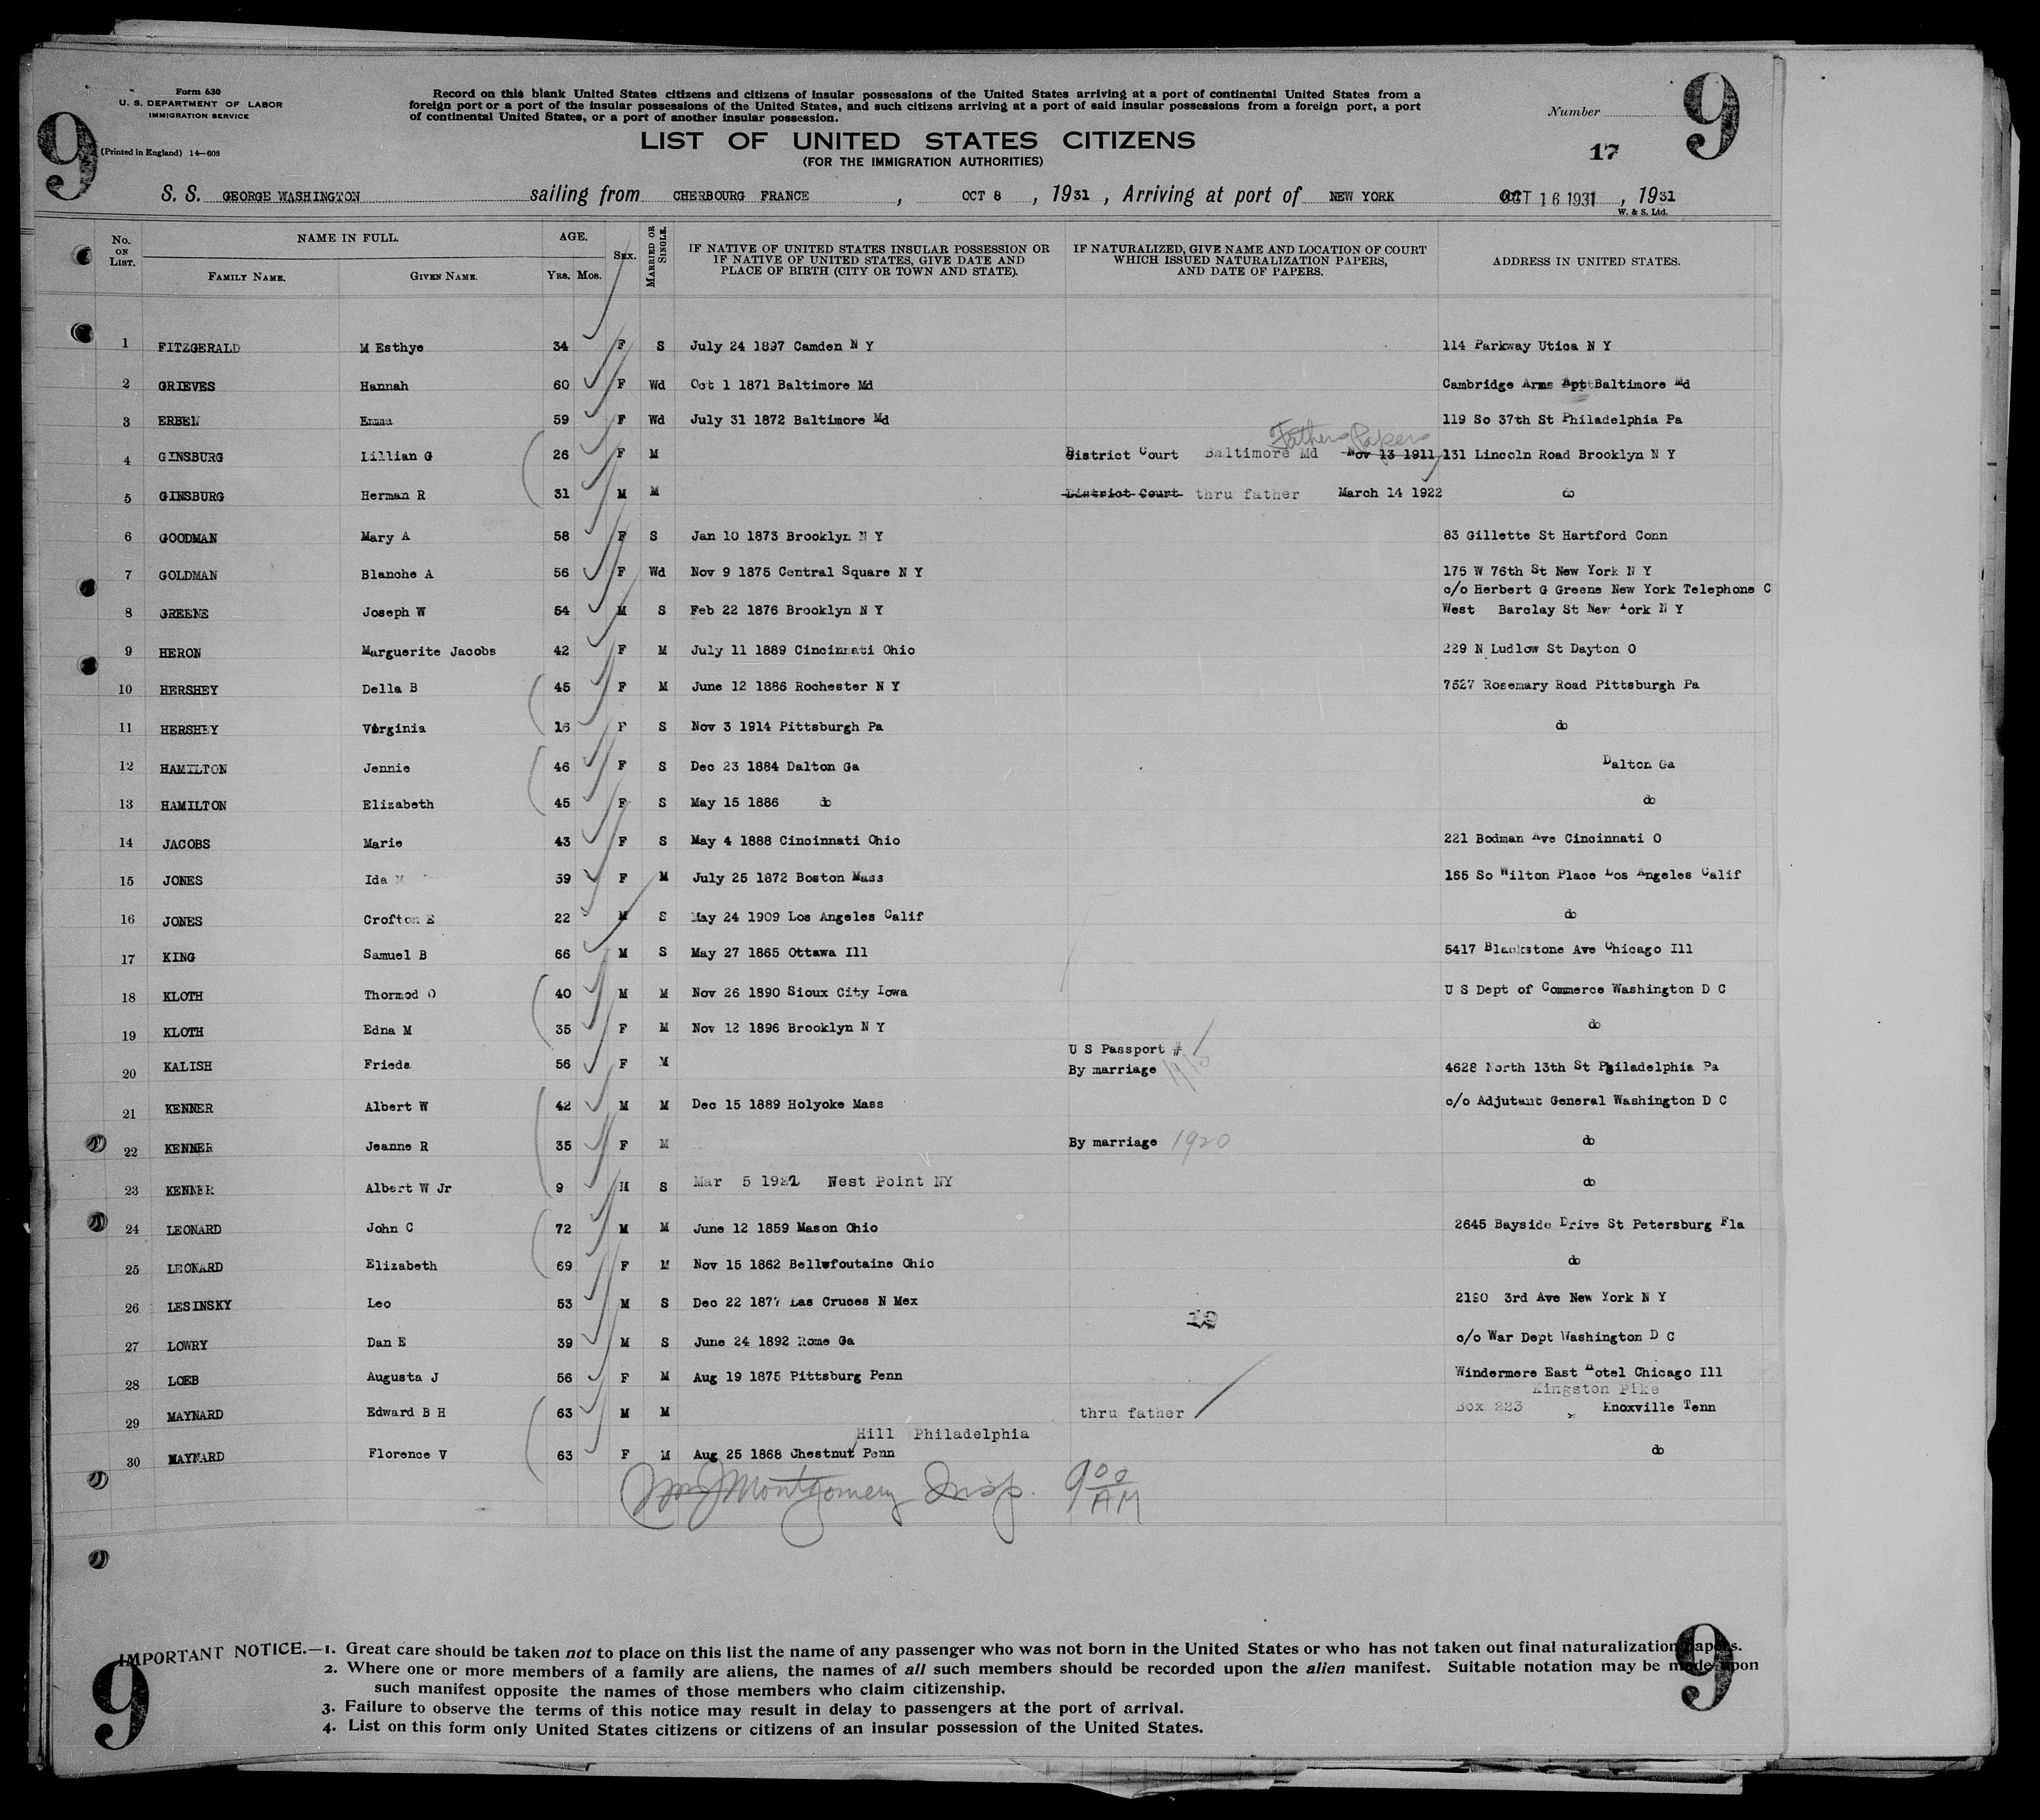 9
Form 630
U. S. DEPARTMENT OF LABOR
IMMIGRATION SERVICE
(Printed in England) 14—608
Record on this blank United States citizens and citizens of insular possessions of the United States arriving at a port of continental United States from a
foreign port or a port of the insular possessions of the United States, and such citizens arriving at a port of said insular possessions from a foreign port, a port
of continental United States, or a port of another insular possession.
Number
9
LIST OF UNITED STATES CITIZENS
(FOR THE IMMIGRATION AUTHORITIES)
17
S. S. GEORGE WASHINGTON sailing from CHERBOURG FRANCE , OCT 8 , 1931 , Arriving at port of NEW YORK OCT 16 1931 , 1931
W. & S. Ltd.
No. ON LIST. NAME IN FULL. FAMILY NAME. GIVEN NAME. AGE. YRS. MOS. SEX. MARRIED OR SINGLE. IF NATIVE OF UNITED STATES INSULAR POSSESSION OR IF NATIVE OF UNITED STATES, GIVE DATE AND PLACE OF BIRTH (CITY OR TOWN AND STATE). IF NATURALIZED, GIVE NAME AND LOCATION OF COURT WHICH ISSUED NATURALIZATION PAPERS, AND DATE OF PAPERS. ADDRESS IN UNITED STATES.
1 FITZGERALD M Esthye 34 F S July 24 1897 Camden N Y 114 Parkway Utica N Y
2 GRIEVES Hannah 60 F Wd Oct 1 1871 Baltimore Md Cambridge Arms Apt Baltimore Md
3 ERBEN Emma 59 F Wd July 31 1872 Baltimore Md 119 So 37th St Philadelphia Pa
Fathers Papers
4 GINSBURG Lillian G 26 F M District Court Baltimore Md Nov 13 1911 131 Lincoln Road Brooklyn N Y
5 GINSBURG Herman R 31 M M District Court thru father March 14 1922 do
6 GOODMAN Mary A 58 F S Jan 10 1873 Brooklyn N Y 83 Gillette St Hartford Conn
7 GOLDMAN Blanche A 56 F Wd Nov 9 1875 Central Square N Y 175 W 76th St New York N Y
c/o Herbert G Greene New York Telephone C
8 GREENE Joseph W 54 M S Feb 22 1876 Brooklyn N Y West Barclay St New York N Y
9 HERON Marguerite Jacobs 42 F M July 11 1889 Cincinnati Ohio 229 N Ludlow St Dayton O
10 HERSHEY Della B 45 F M June 12 1886 Rochester N Y 7527 Rosemary Road Pittsburgh Pa
11 HERSHEY Virginia 16 F S Nov 3 1914 Pittsburgh Pa do
12 HAMILTON Jennie 46 F S Dec 23 1884 Dalton Ga Dalton Ga
13 HAMILTON Elizabeth 45 F S May 15 1886 do do
14 JACOBS Marie 43 F S May 4 1888 Cincinnati Ohio 221 Bodman Ave Cincinnati O
15 JONES Ida M 59 F M July 25 1872 Boston Mass 165 So Wilton Place Los Angeles Calif
16 JONES Crofton E 22 M S May 24 1909 Los Angeles Calif do
17 KING Samuel B 66 M S May 27 1865 Ottawa Ill 5417 Blackstone Ave Chicago Ill
18 KLOTH Thormod O 40 M M Nov 26 1890 Sioux City Iowa U S Dept of Commerce Washington D C
19 KLOTH Edna M 35 F M Nov 12 1896 Brooklyn N Y do
U S Passport #
20 KALISH Frieda 56 F M By marriage 4628 North 13th St Philadelphia Pa
21 KENNER Albert W 42 M M Dec 15 1889 Holyoke Mass c/o Adjutant General Washington D C
22 KENNER Jeanne R 35 F M By marriage 1920 do
23 KENNER Albert W Jr 9 M S Mar 5 1921 West Point NY do
24 LEONARD John C 72 M M June 12 1859 Mason Ohio 2645 Bayside Drive St Petersburg Fla
25 LEONARD Elizabeth 69 F M Nov 15 1862 Bellefoutaine Ohio do
26 LESINSKY Leo 53 M S Dec 22 1877 Las Cruces N Mex 2190 3rd Ave New York N Y
19
27 LOWRY Dan E 39 M S June 24 1892 Rome Ga c/o War Dept Washington D C
28 LOEB Augusta J 56 F M Aug 19 1875 Pittsburg Penn Windermere East Hotel Chicago Ill
Kingston Pike
29 MAYNARD Edward B H 63 M M thru father Box 223 Knoxville Tenn
Hill Philadelphia
30 MAYNARD Florence V 63 F M Aug 25 1868 Chestnut Penn do
Wm J Montgomery Insp. 9 00 AM
IMPORTANT NOTICE.—1. Great care should be taken not to place on this list the name of any passenger who was not born in the United States or who has not taken out final naturalization papers.
2. Where one or more members of a family are aliens, the names of all such members should be recorded upon the alien manifest. Suitable notation may be made upon
such manifest opposite the names of those members who claim citizenship.
3. Failure to observe the terms of this notice may result in delay to passengers at the port of arrival.
4. List on this form only United States citizens or citizens of an insular possession of the United States.
9
9